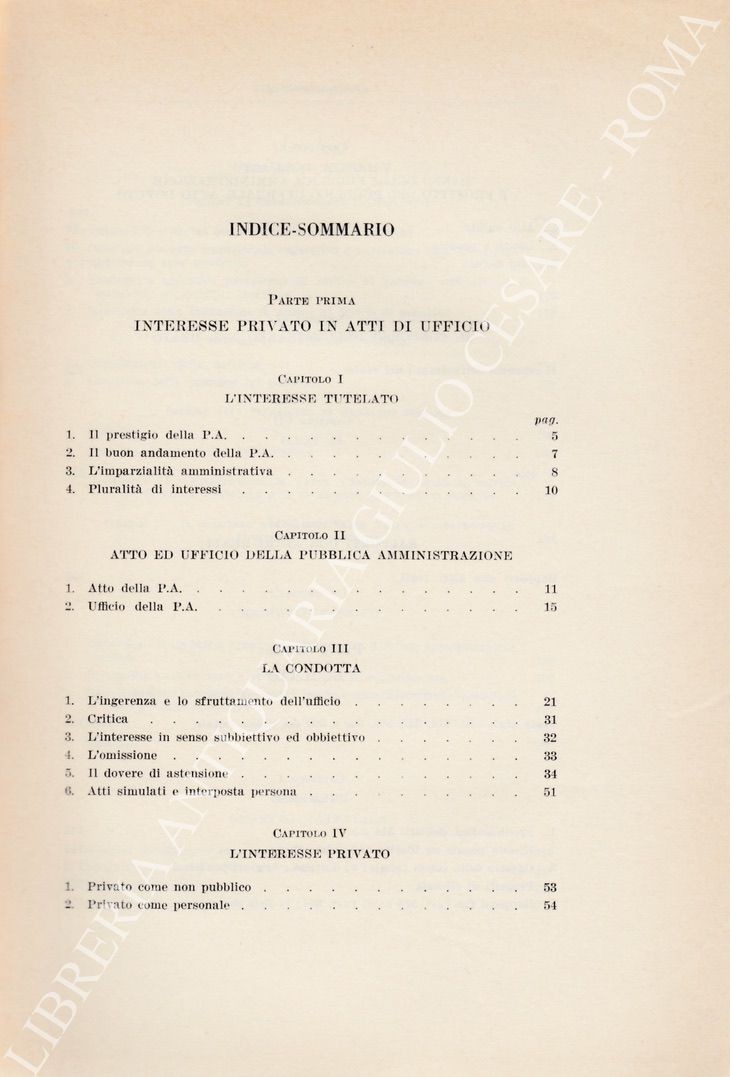 INDICE-SOMMARIO
PARTE PRIMA
INTERESSE PRIVATO IN ATTI DI UFFICIO
CAPITOLO I
L'INTERESSE TUTELATO
pag.
1. Il prestigio della P.A. . . . . . . . . . . . . . 5
2. Il buon andamento della P.A. . . . . . . . . . . . 7
3. L'imparzialità amministrativa . . . . . . . . . . . 8
4. Pluralità di interessi . . . . . . . . . . . . . 10
CAPITOLO II
ATTO ED UFFICIO DELLA PUBBLICA AMMINISTRAZIONE
1. Atto della P.A. . . . . . . . . . . . . . . . 11
2. Ufficio della P.A. . . . . . . . . . . . . . . 15
CAPITOLO III
LA CONDOTTA
1. L'ingerenza e lo sfruttamento dell'ufficio . . . . . . . . 21
2. Critica . . . . . . . . . . . . . . . . . 31
3. L'interesse in senso subbiettivo ed obbiettivo . . . . . . . 32
4. L'omissione . . . . . . . . . . . . . . . . 33
5. Il dovere di astensione . . . . . . . . . . . . . 34
6. Atti simulati e interposta persona . . . . . . . . . . 51
CAPITOLO IV
L'INTERESSE PRIVATO
1. Privato come non pubblico . . . . . . . . . . . . 53
2. Privato come personale . . . . . . . . . . . . . 54
LIBRERIA ANTIQUARIA GIULIO CESARE - ROMA